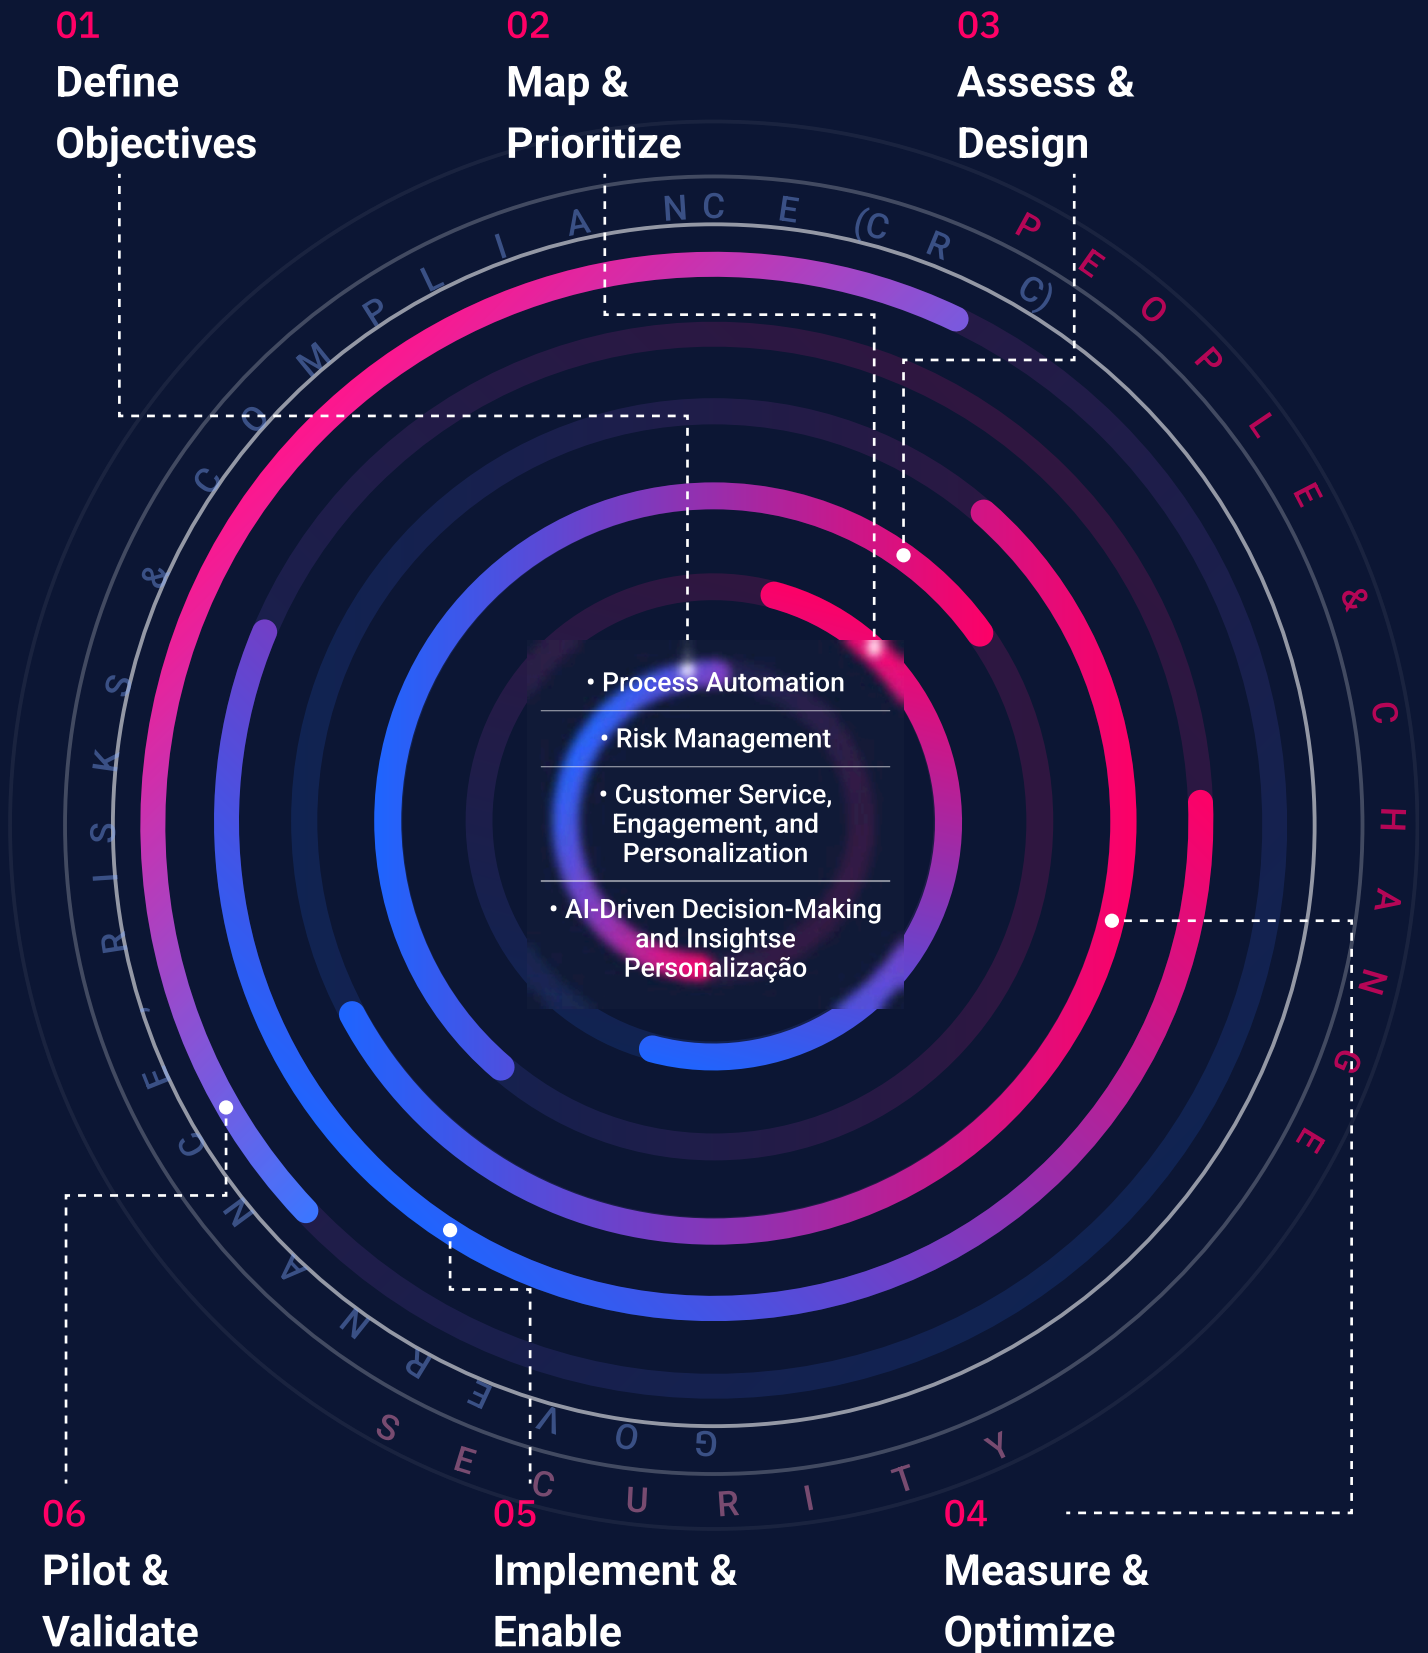 01
Define
Objectives
02
Map &
Prioritize
03
Assess &
Design
GOVERNANCE, RISKS & COMPLIANCE (CRC)
PEOPLE & CHANGE
• Process Automation
• Risk Management
• Customer Service,
Engagement, and
Personalization
• AI-Driven Decision-Making
and Insightse
Personalização
SECURITY
06
Pilot &
Validate
05
Implement &
Enable
04
Measure &
Optimize